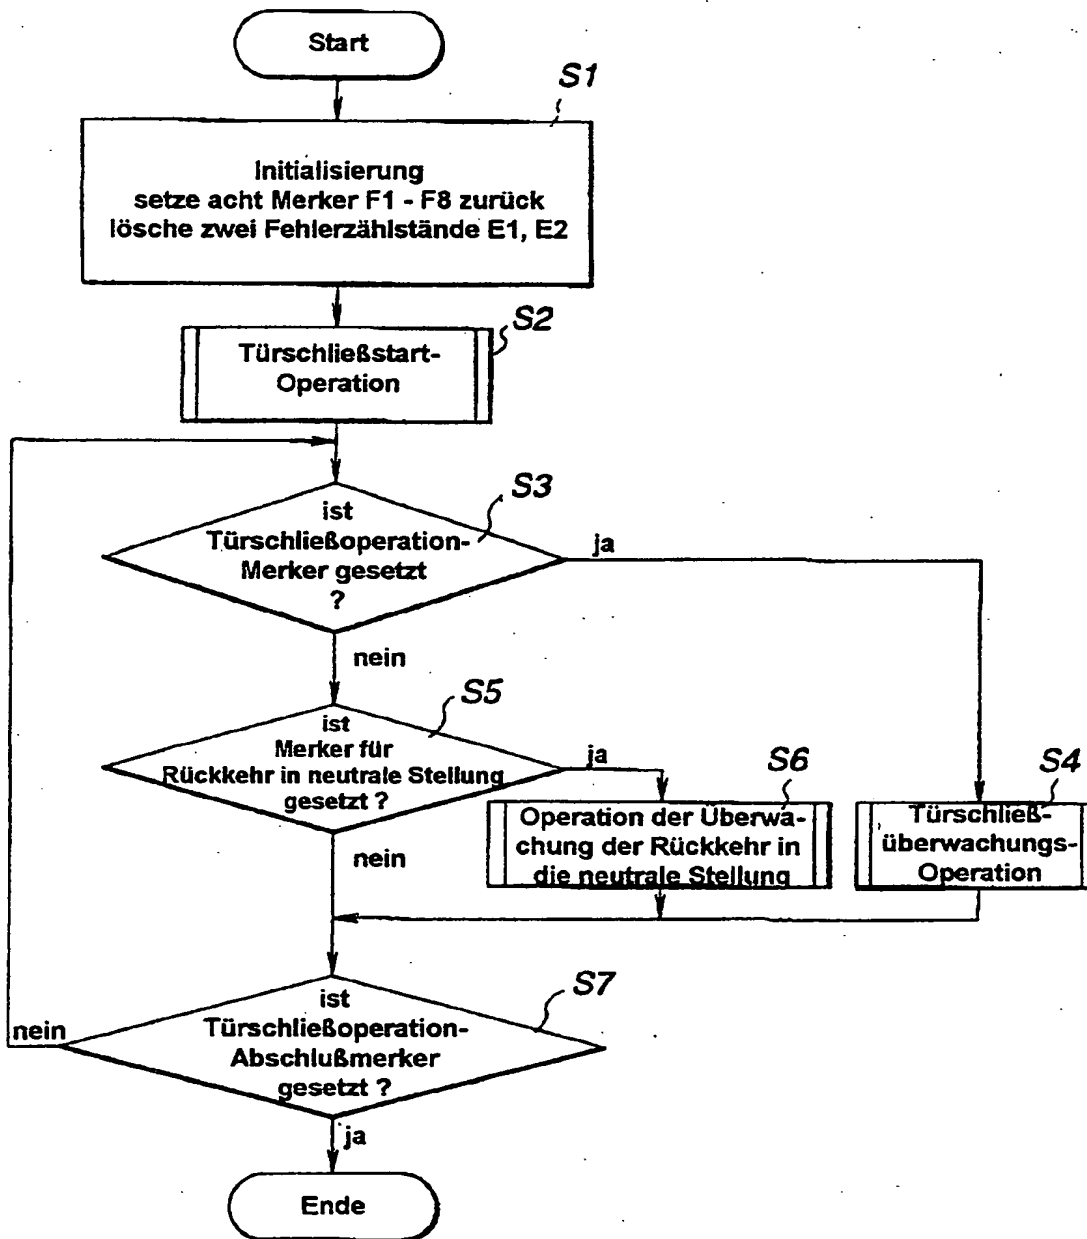 Start
S1
Initialisierung
setze acht Merker F1 - F8 zurück
lösche zwei Fehlerzählstände E1, E2
S2
Türschließstart-
Operation
S3
ist
Türschließoperation-
Merker gesetzt
?
ja
nein
S5
ist
Merker für
Rückkehr in neutrale Stellung
gesetzt ?
ja
nein
S6
Operation der Überwa-
chung der Rückkehr in
die neutrale Stellung
S4
Türschließ-
überwachungs-
Operation
S7
ist
Türschließoperation-
Abschlußmerker
gesetzt ?
nein
ja
Ende